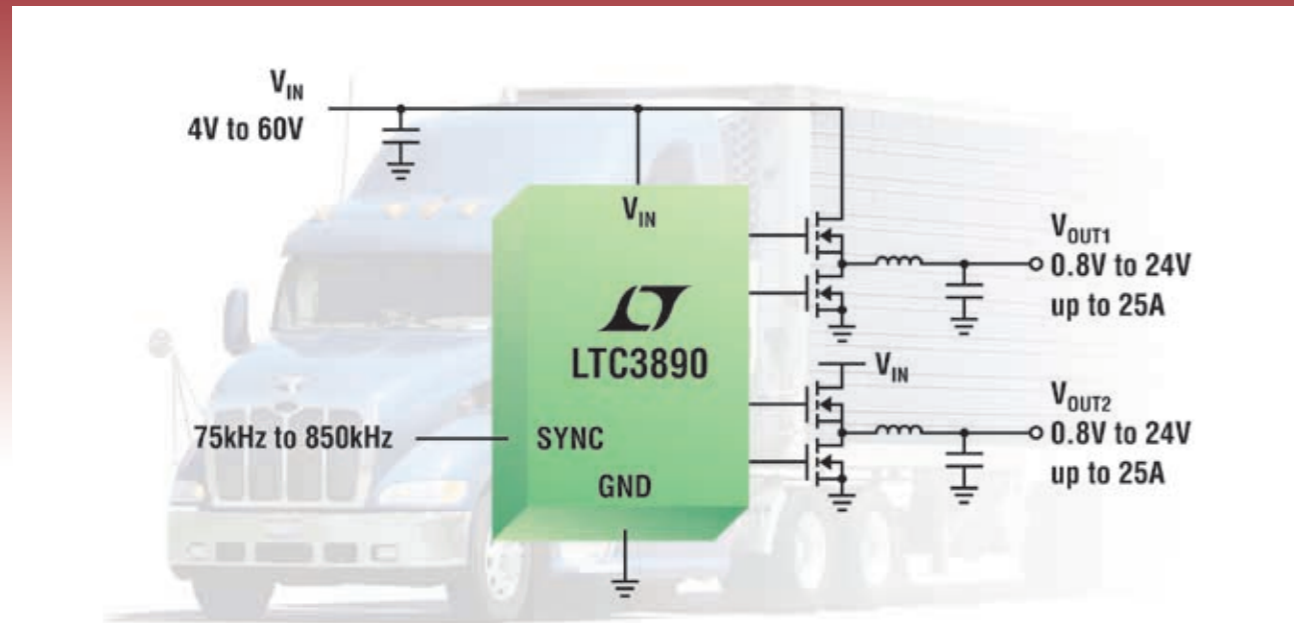 VIN
4V to 60V
VIN
LTC3890
75kHz to 850kHz
SYNC
GND
VOUT1
0.8V to 24V
up to 25A
VIN
VOUT2
0.8V to 24V
up to 25A